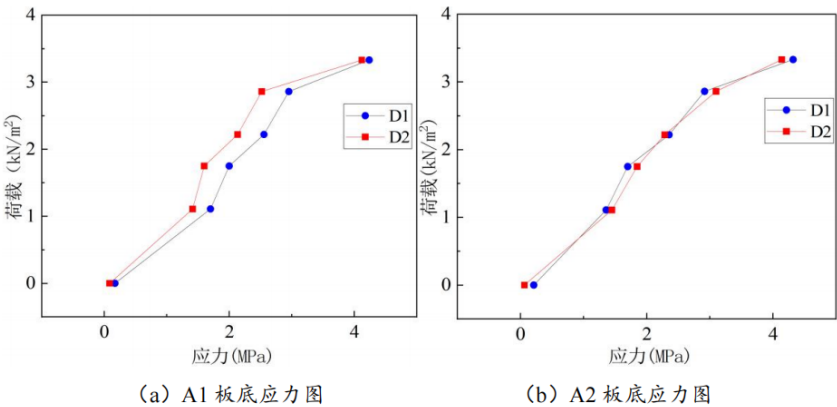 4
3
2
1
0
荷载（kN/m²）
D1
D2
0 2 4
应力(MPa)
（a）A1 板底应力图
4
3
2
1
0
荷载(kN/m²)
D1
D2
0 2 4
应力(MPa)
（b）A2 板底应力图